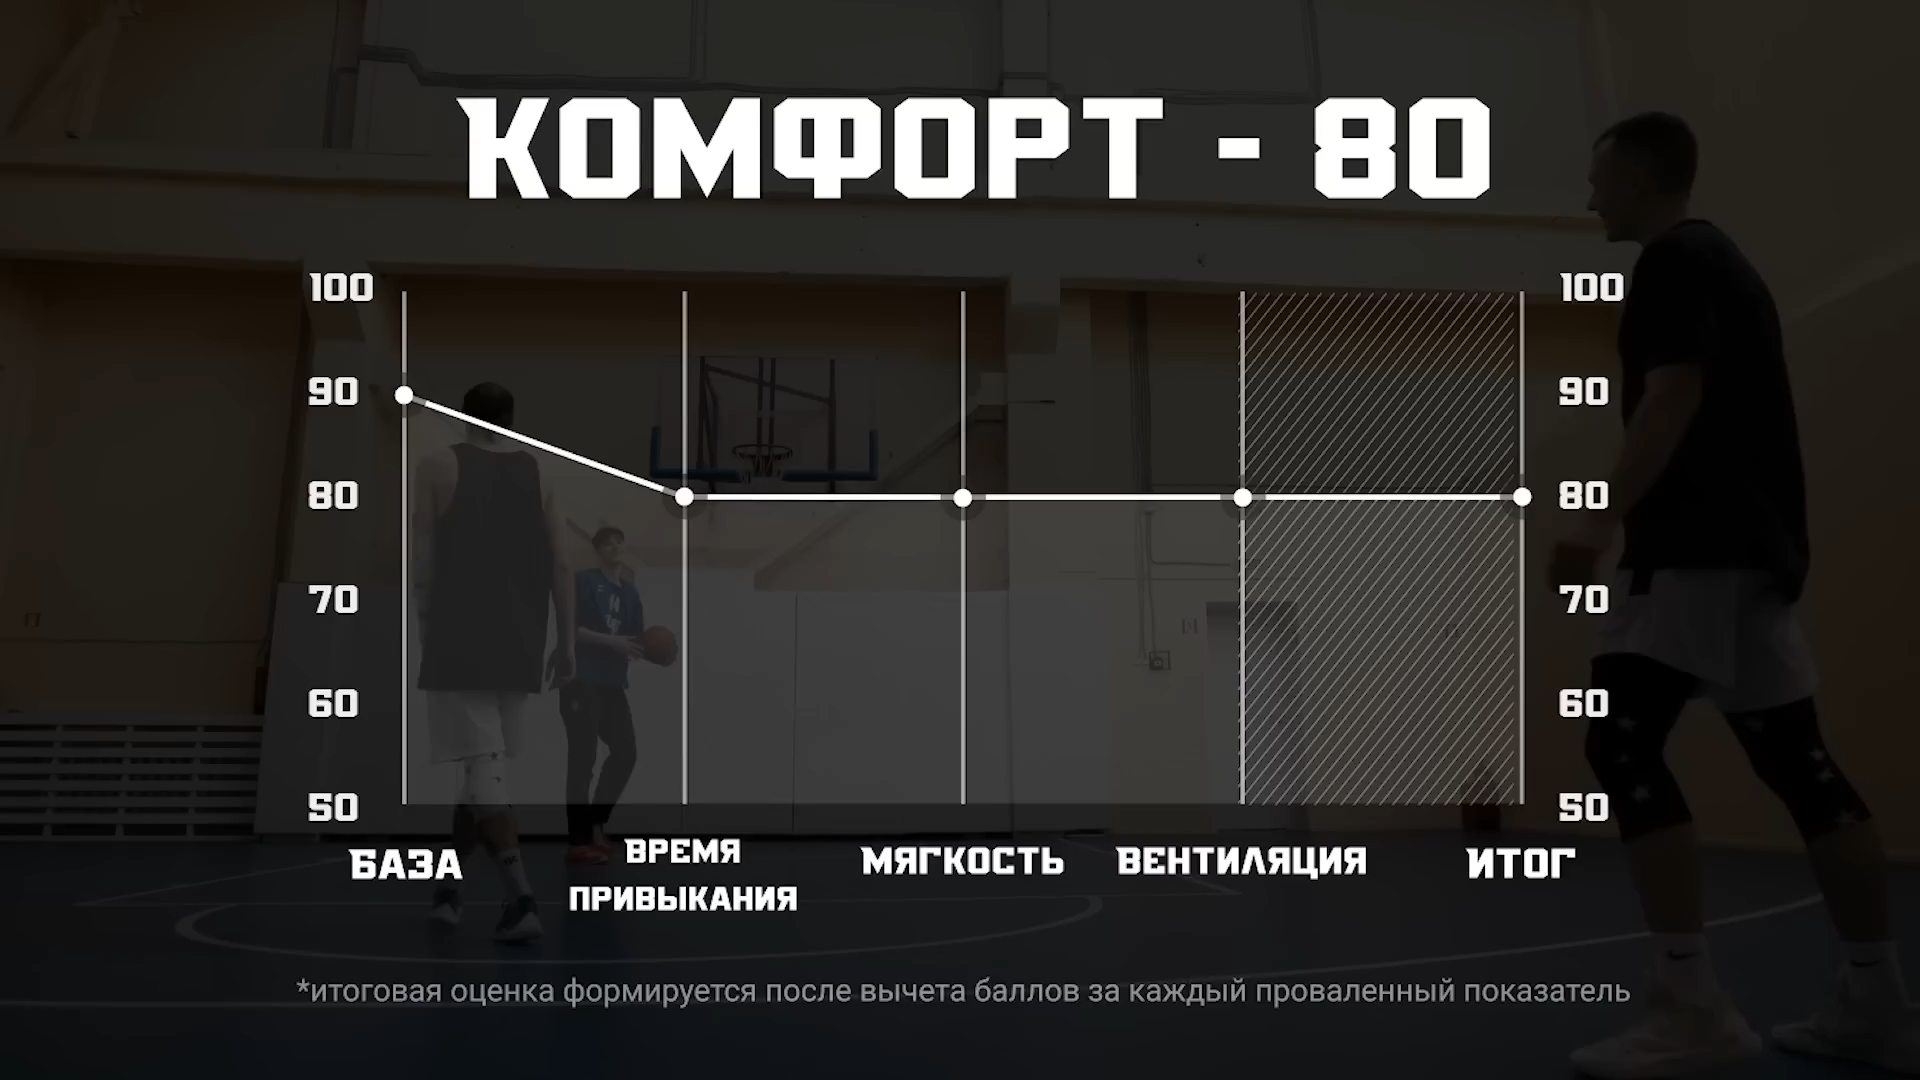 КОМФОРТ - 80
100 100
90 90
80 80
70 70
60 60
50 50
БАЗА
ВРЕМЯ
ПРИВЫКАНИЯ
МЯГКОСТЬ
ВЕНТИЛЯЦИЯ
ИТОГ
*итоговая оценка формируется после вычета баллов за каждый проваленный показатель